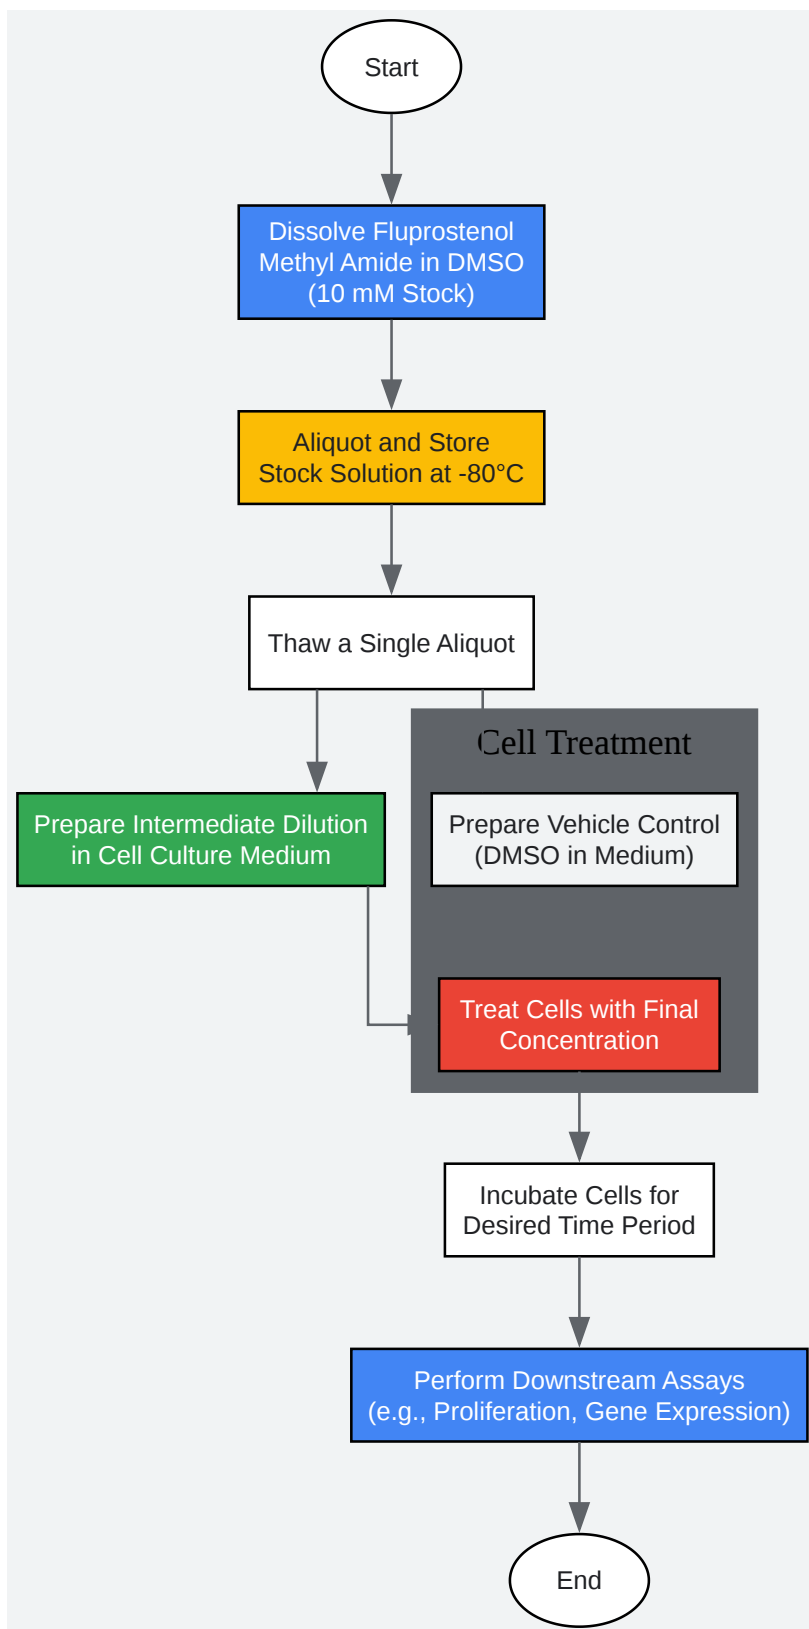 Start
Dissolve Fluprostenol
Methyl Amide in DMSO
(10 mM Stock)
Aliquot and Store
Stock Solution at -80°C
Thaw a Single Aliquot
Cell Treatment
Prepare Intermediate Dilution
in Cell Culture Medium
Prepare Vehicle Control
(DMSO in Medium)
Treat Cells with Final
Concentration
Incubate Cells for
Desired Time Period
Perform Downstream Assays
(e.g., Proliferation, Gene Expression)
End